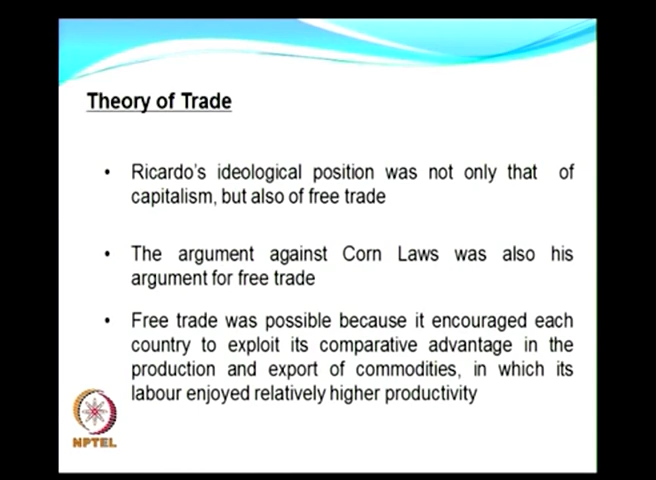 Theory of Trade
• Ricardo's ideological position was not only that of
capitalism, but also of free trade
• The argument against Corn Laws was also his
argument for free trade
• Free trade was possible because it encouraged each
country to exploit its comparative advantage in the
production and export of commodities, in which its
labour enjoyed relatively higher productivity
NPTEL